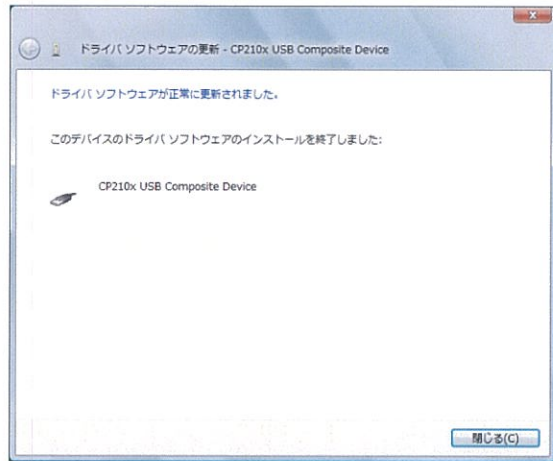 ドライバ ソフトウェアの更新 - CP210x USB Composite Device
ドライバ ソフトウェアが正常に更新されました。
このデバイスのドライバ ソフトウェアのインストールを終了しました:
CP210x USB Composite Device
閉じる(C)